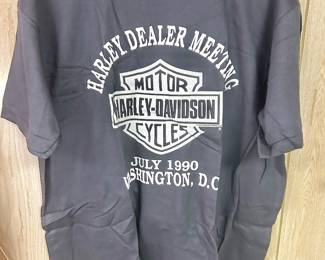 HARLEY DEALER MEETING
MOTOR
HARLEY-DAVIDSON
CYCLES
JULY 1990
WASHINGTON, D.C